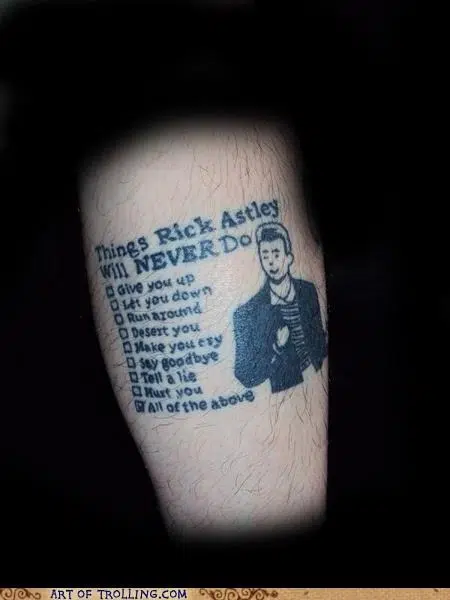 Things Rick Astley
Will NEVER Do
Give you up
Let you down
Run around
Desert you
Make you cry
Say goodbye
Tell a lie
Hurt you
All of the above
ART OF TROLLING.COM